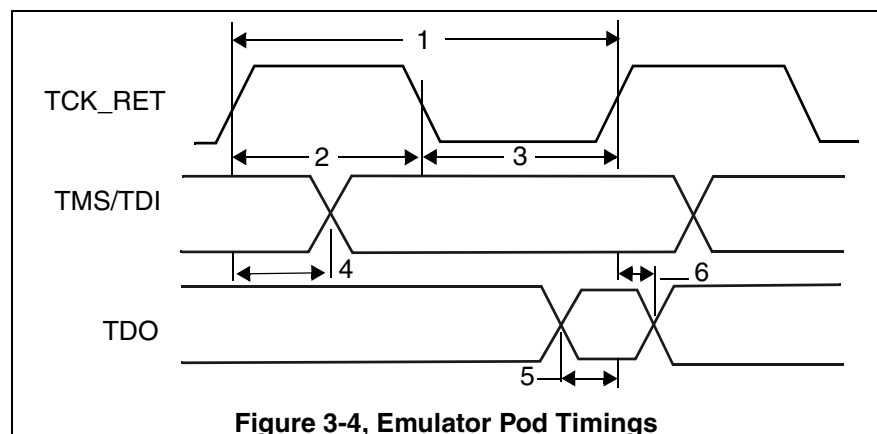 1
TCK_RET
2
3
TMS/TDI
4
6
TDO
5
Figure 3-4, Emulator Pod Timings